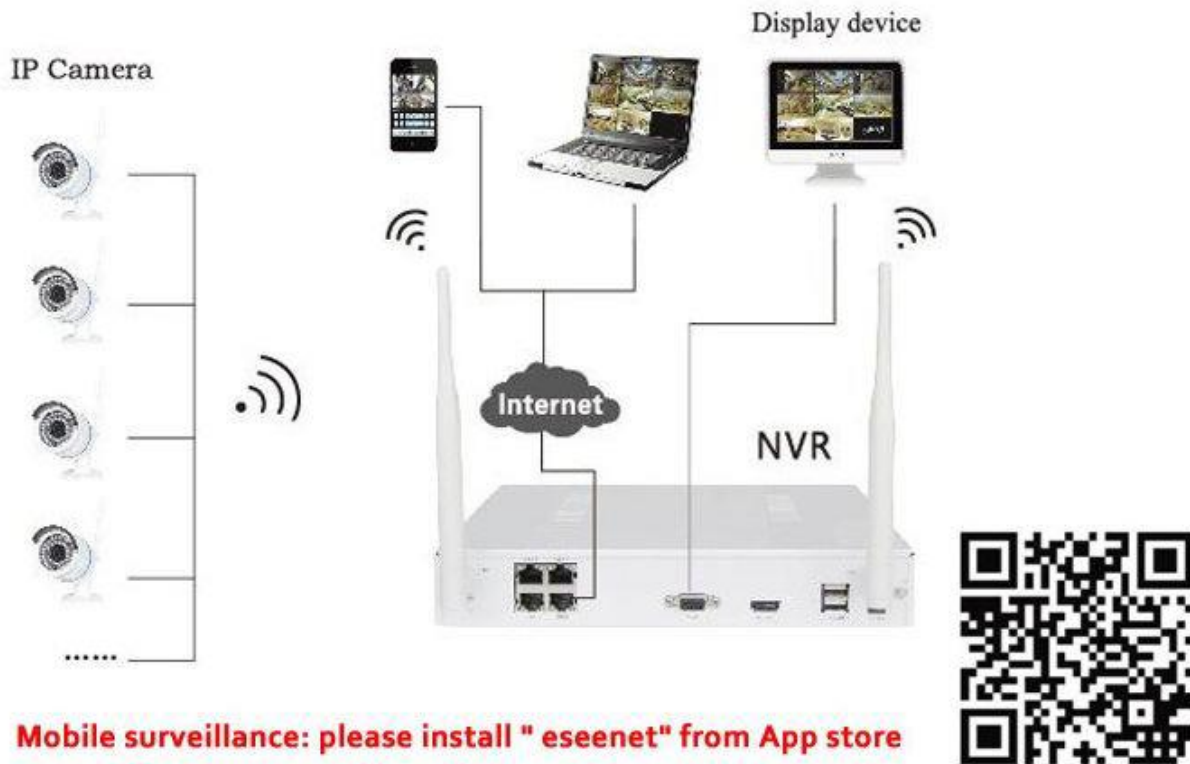 Display device
IP Camera
Internet
NVR
......
Mobile surveillance: please install " eseenet" from App store